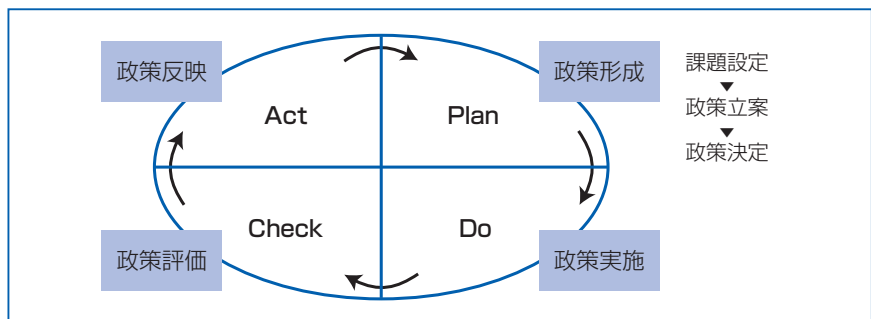 政策反映
政策形成
課題設定
▼
政策立案
▼
政策決定
Act
Plan
Check
Do
政策評価
政策実施